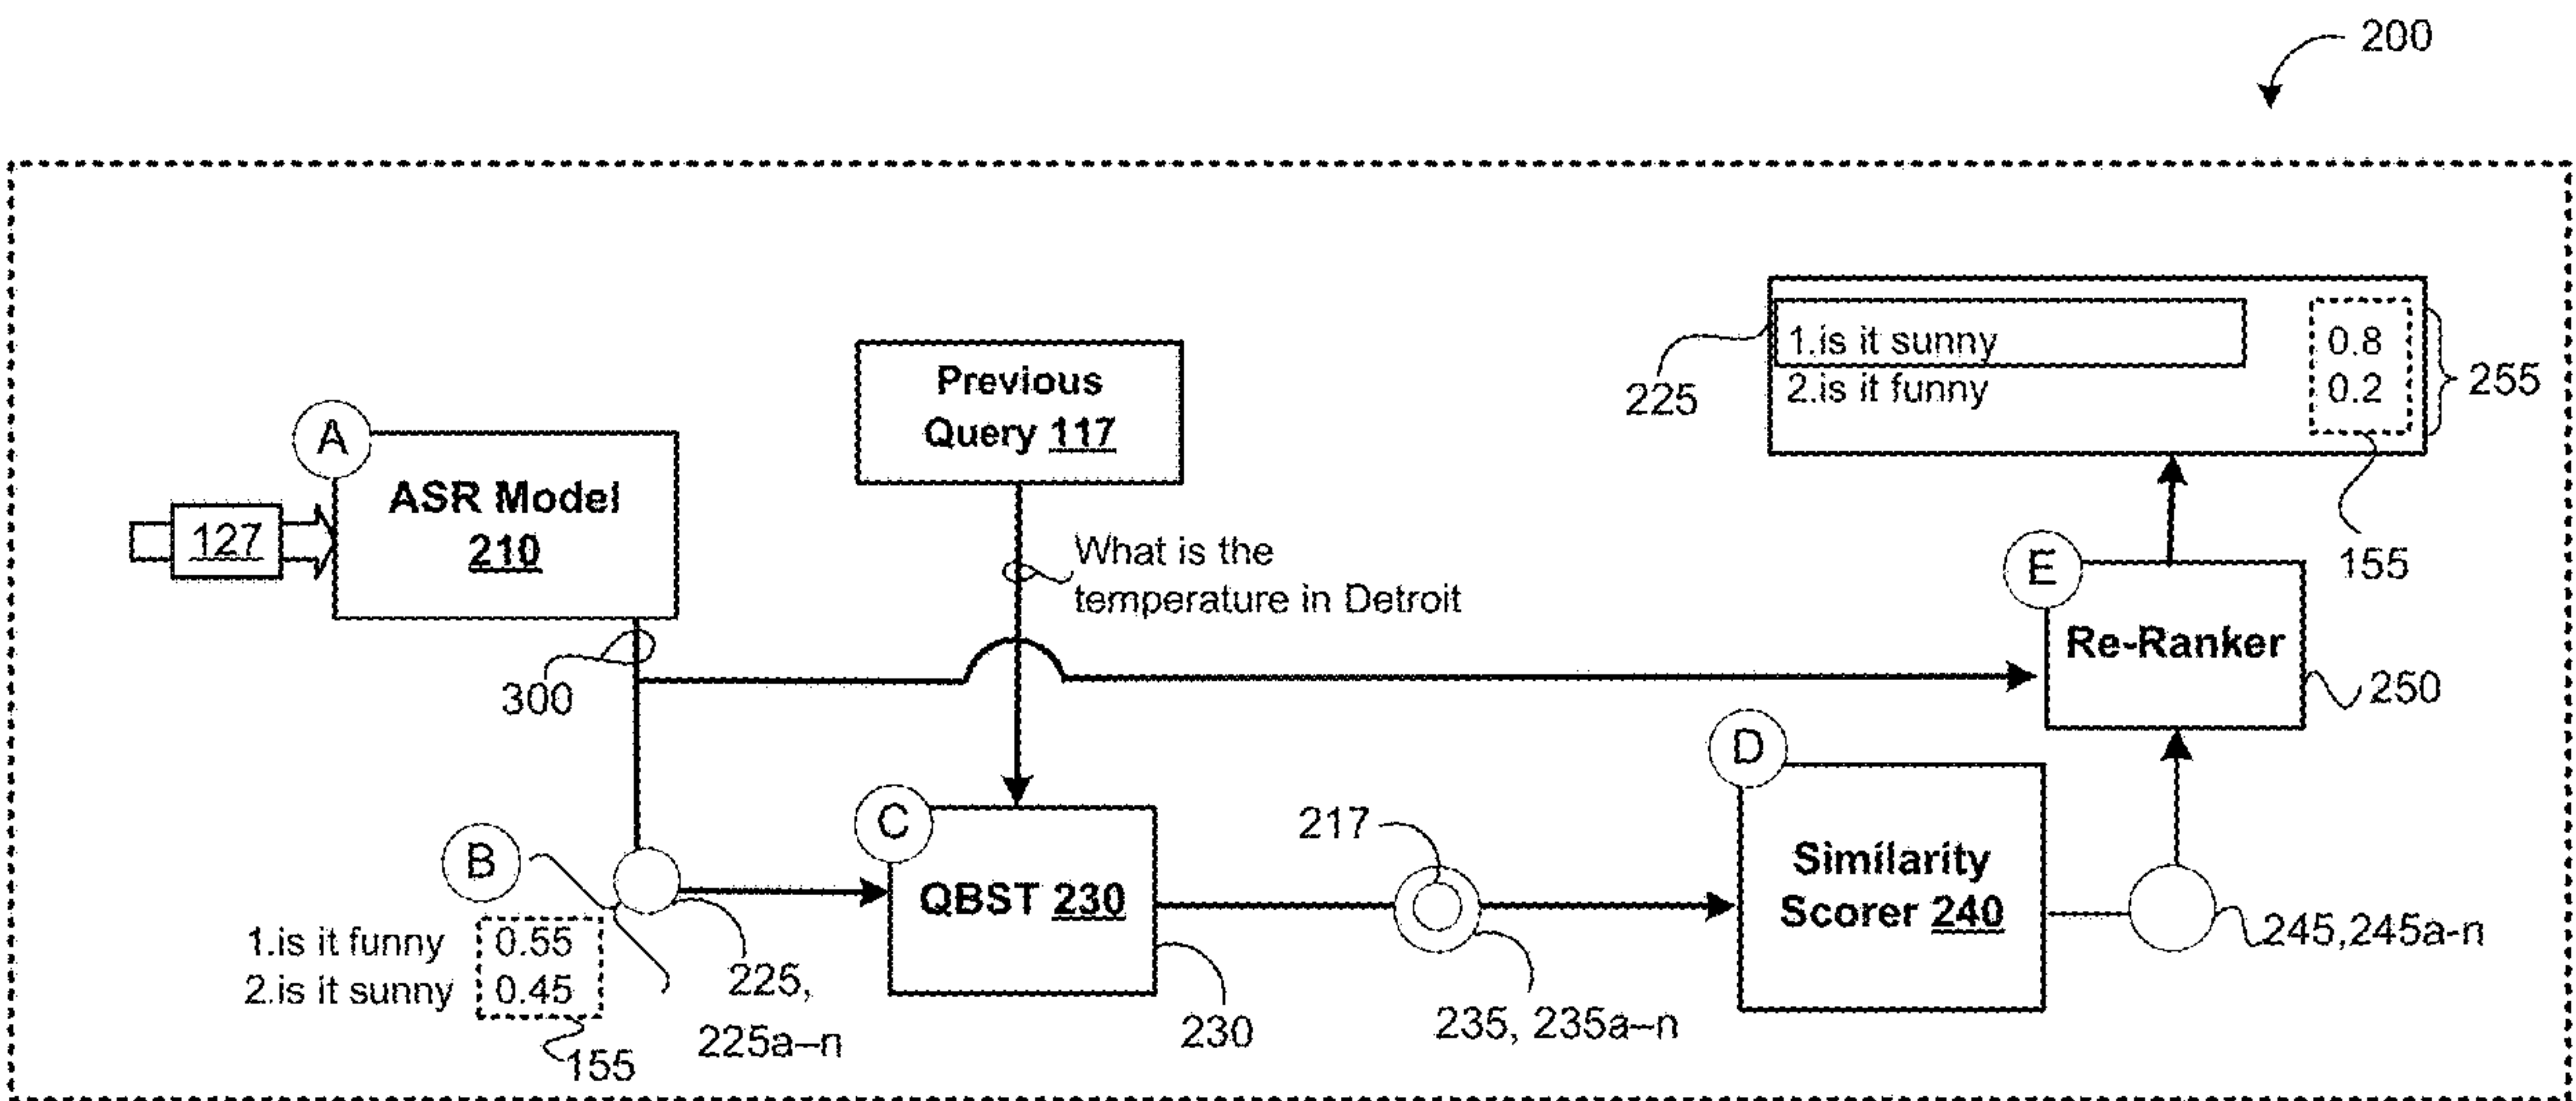 200
1.is it sunny
2.is it funny
0.8
0.2
255
225
155
Previous
Query 117
A
ASR Model
210
127
What is the
temperature in Detroit
E
Re-Ranker
250
300
D
Similarity
Scorer 240
C
QBST 230
217
B
1.is it funny
2.is it sunny
0.55
0.45
155
225,
225a–n
230
235, 235a–n
245,245a-n